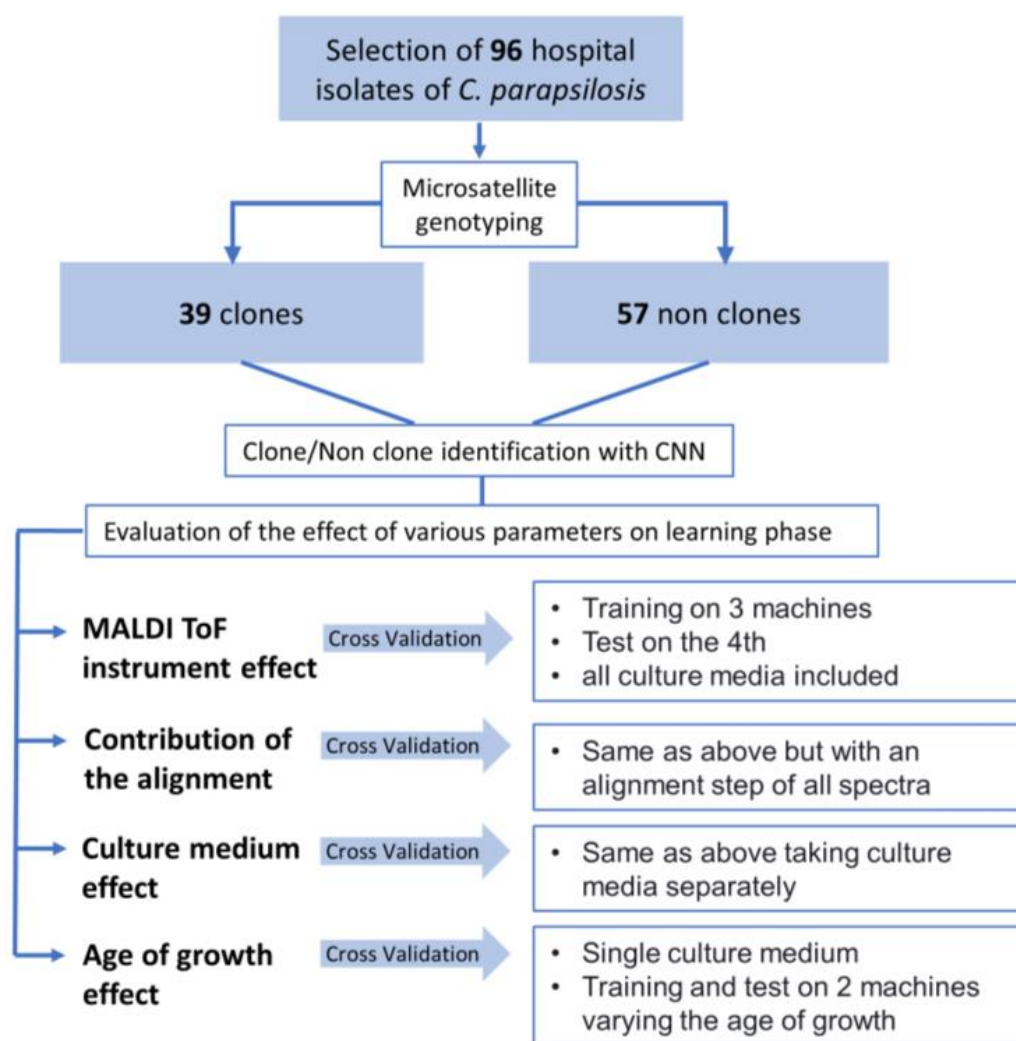 Selection of 96 hospital
isolates of C. parapsilosis
Microsatellite
genotyping
39 clones
57 non clones
Clone/Non clone identification with CNN
Evaluation of the effect of various parameters on learning phase
MALDI ToF
instrument effect
Cross Validation
• Training on 3 machines
• Test on the 4th
• all culture media included
Contribution of
the alignment
Cross Validation
• Same as above but with an
alignment step of all spectra
Culture medium
effect
Cross Validation
• Same as above taking culture
media separately
Age of growth
effect
Cross Validation
• Single culture medium
• Training and test on 2 machines
varying the age of growth